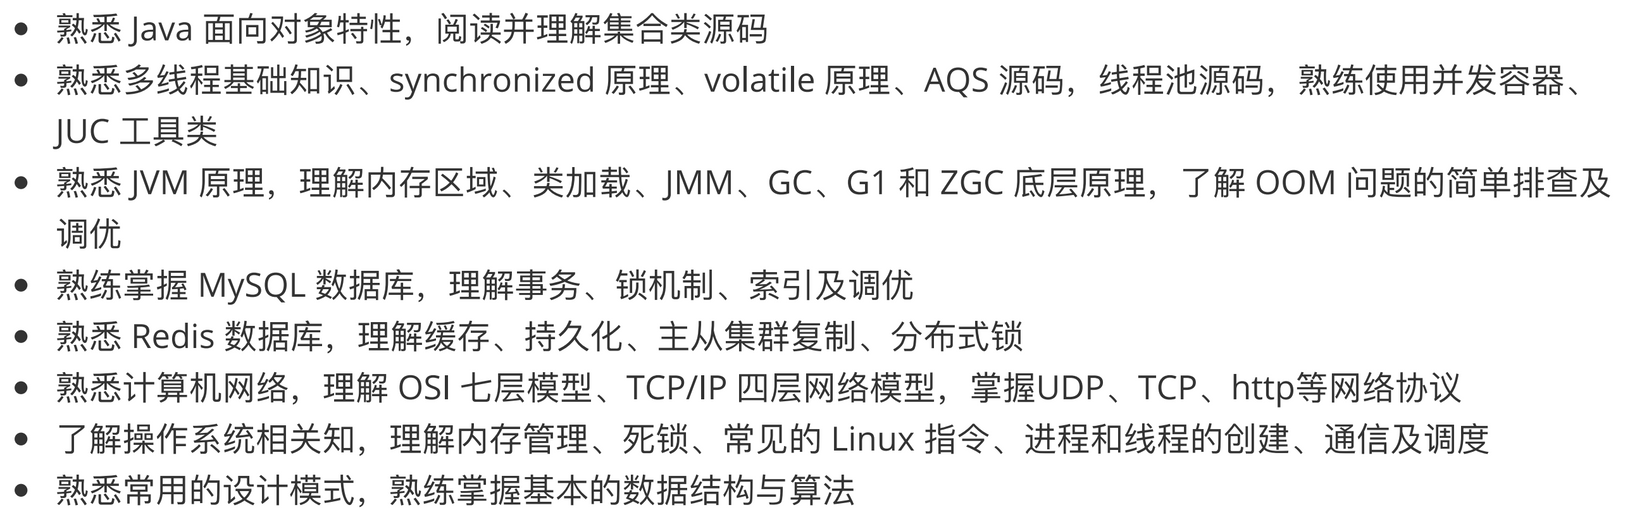 • 熟悉 Java 面向对象特性，阅读并理解集合类源码
• 熟悉多线程基础知识、synchronized 原理、volatile 原理、AQS 源码，线程池源码，熟练使用并发容器、
JUC 工具类
• 熟悉 JVM 原理，理解内存区域、类加载、JMM、GC、G1 和 ZGC 底层原理，了解 OOM 问题的简单排查及
调优
• 熟练掌握 MySQL 数据库，理解事务、锁机制、索引及调优
• 熟悉 Redis 数据库，理解缓存、持久化、主从集群复制、分布式锁
• 熟悉计算机网络，理解 OSI 七层模型、TCP/IP 四层网络模型，掌握UDP、TCP、http等网络协议
• 了解操作系统相关知，理解内存管理、死锁、常见的 Linux 指令、进程和线程的创建、通信及调度
• 熟悉常用的设计模式，熟练掌握基本的数据结构与算法